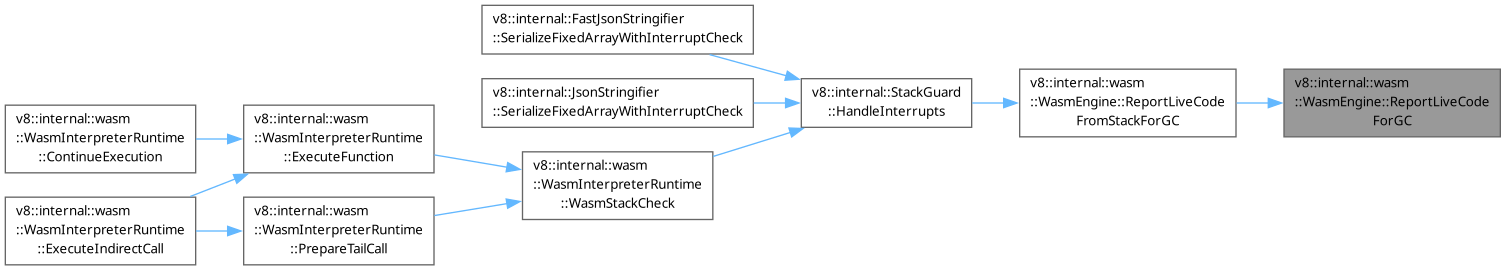 v8::internal::FastJsonStringifier
::SerializeFixedArrayWithInterruptCheck
v8::internal::JsonStringifier
::SerializeFixedArrayWithInterruptCheck
v8::internal::StackGuard
::HandleInterrupts
v8::internal::wasm
::WasmEngine::ReportLiveCode
FromStackForGC
v8::internal::wasm
::WasmEngine::ReportLiveCode
ForGC
v8::internal::wasm
::WasmInterpreterRuntime
::ContinueExecution
v8::internal::wasm
::WasmInterpreterRuntime
::ExecuteFunction
v8::internal::wasm
::WasmInterpreterRuntime
::WasmStackCheck
v8::internal::wasm
::WasmInterpreterRuntime
::ExecuteIndirectCall
v8::internal::wasm
::WasmInterpreterRuntime
::PrepareTailCall